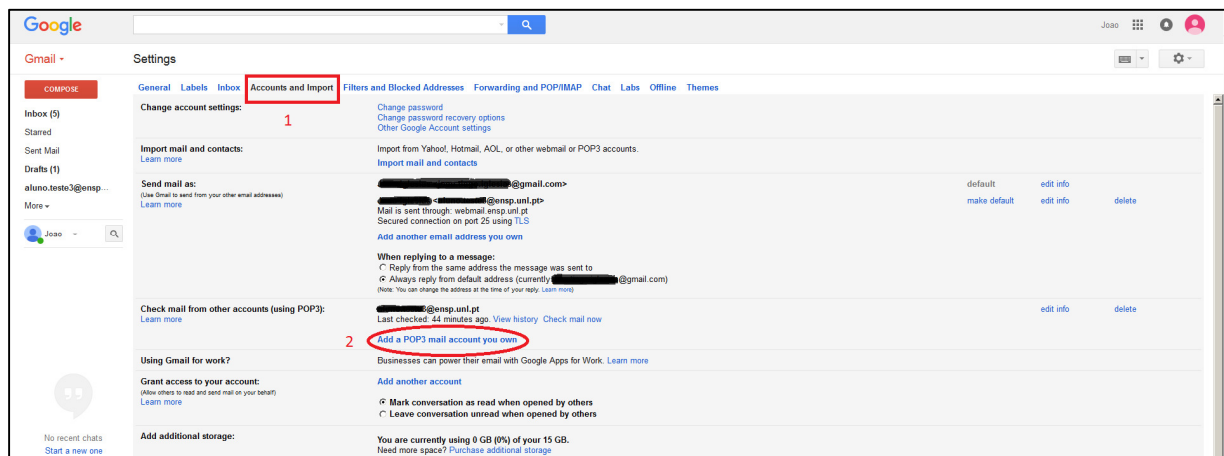 Google
Joao
Gmail
Settings
COMPOSE
General Labels Inbox Accounts and Import Filters and Blocked Addresses Forwarding and POP/IMAP Chat Labs Offline Themes
1
Inbox (5)
Starred
Sent Mail
Drafts (1)
aluno.teste3@ensp...
More
Joao
Change account settings:
Change password
Change password recovery options
Other Google Account settings
Import mail and contacts:
Learn more
Import from Yahoo!, Hotmail, AOL, or other webmail or POP3 accounts.
Import mail and contacts
Send mail as:
(Use Gmail to send from your other email addresses)
Learn more
@gmail.com>
default edit info
@ensp.unl.pt>
make default edit info delete
Mail is sent through: webmail.ensp.unl.pt
Secured connection on port 25 using TLS
Add another email address you own
When replying to a message:
Reply from the same address the message was sent to
Always reply from default address (currently @gmail.com)
(Note: You can change the address at the time of your reply. Learn more)
Check mail from other accounts (using POP3):
Learn more
@ensp.unl.pt
edit info delete
Last checked: 44 minutes ago. View history Check mail now
2
Add a POP3 mail account you own
Using Gmail for work?
Businesses can power their email with Google Apps for Work. Learn more
Grant access to your account:
(Allow others to read and send mail on your behalf)
Learn more
Add another account
Mark conversation as read when opened by others
Leave conversation unread when opened by others
No recent chats
Start a new one
Add additional storage:
You are currently using 0 GB (0%) of your 15 GB.
Need more space? Purchase additional storage